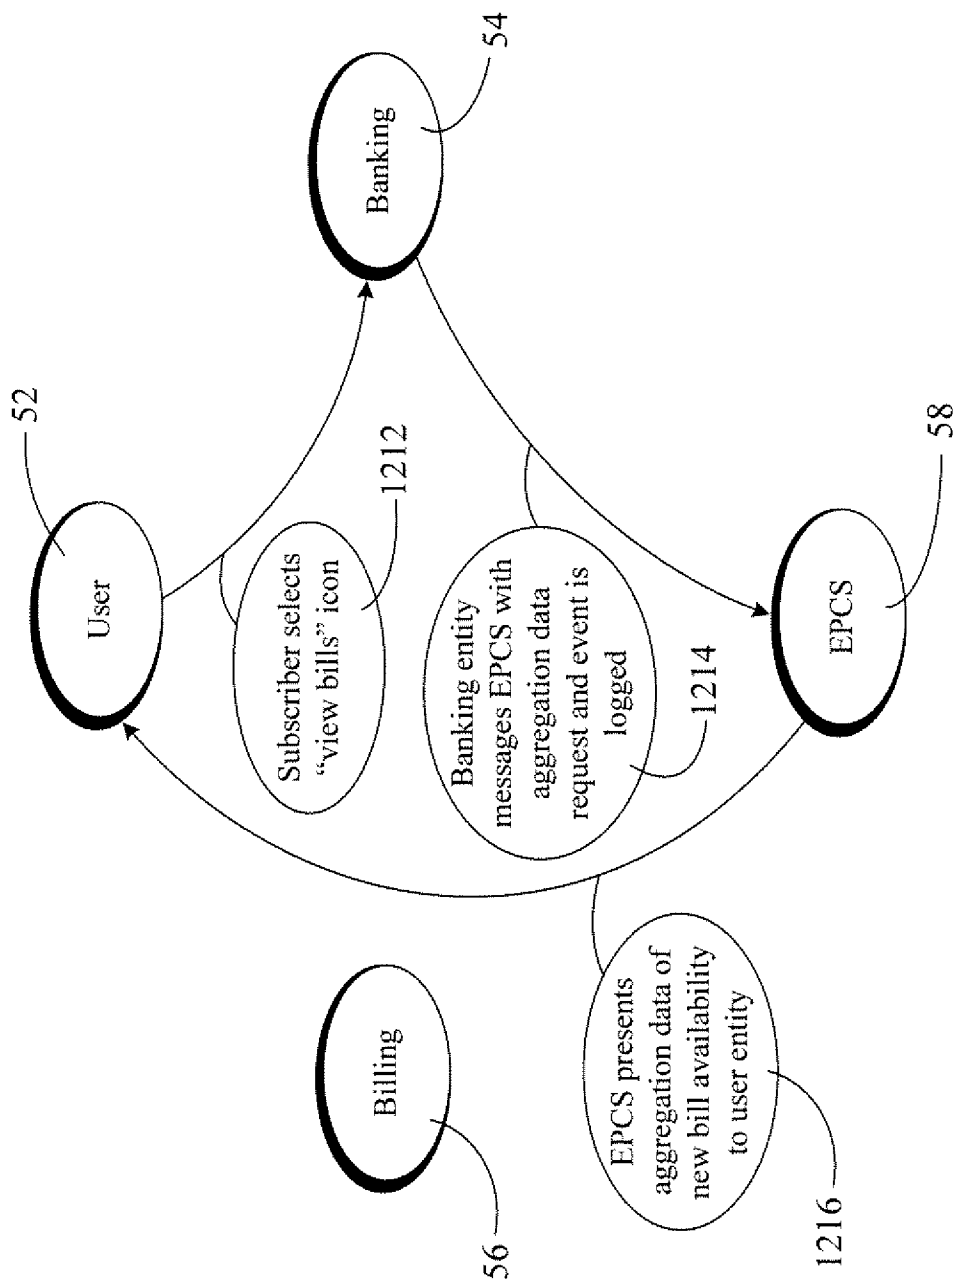 52
User
54
Banking
Subscriber selects
“view bills” icon
1212
Banking entity
messages EPCS with
aggregation data
request and event is
logged
1214
Billing
56
EPCS presents
aggregation data of
new bill availability
to user entity
1216
EPCS
58